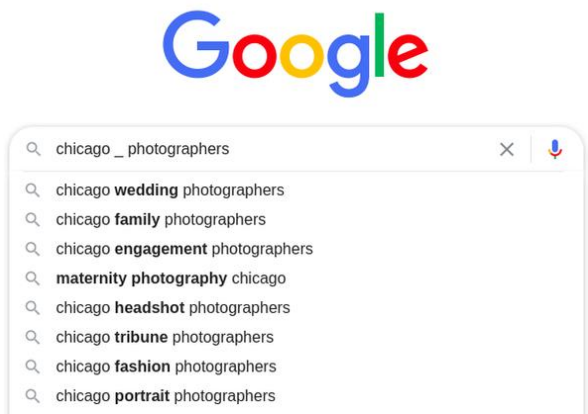 Google
chicago _ photographers
chicago wedding photographers
chicago family photographers
chicago engagement photographers
maternity photography chicago
chicago headshot photographers
chicago tribune photographers
chicago fashion photographers
chicago portrait photographers